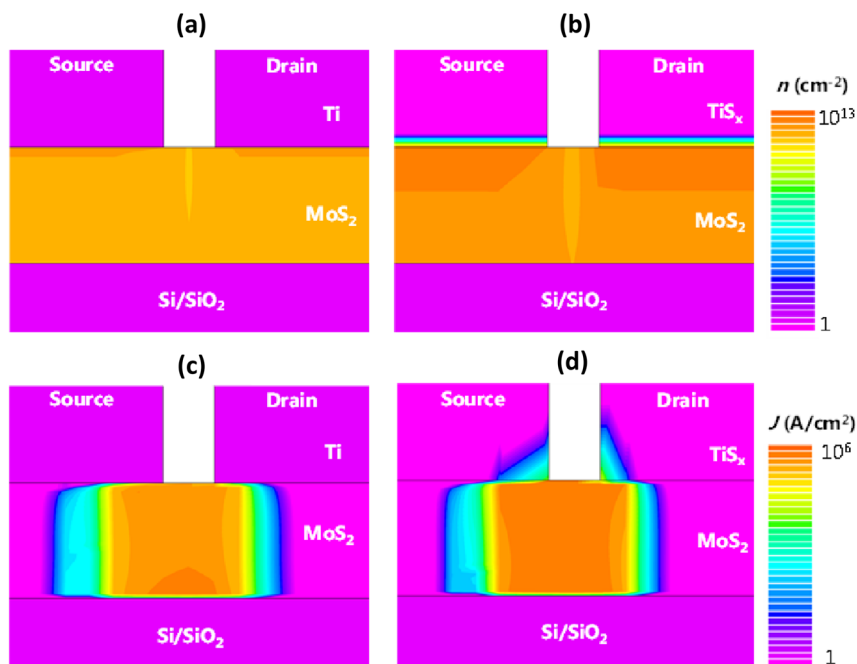 (a) (b)
Source Drain Source Drain
n (cm⁻²)
Ti TiSₓ 10¹³
MoS₂ MoS₂
Si/SiO₂ Si/SiO₂ 1
(c) (d)
Source Drain Source Drain
J (A/cm²)
Ti TiSₓ 10⁶
MoS₂ MoS₂
Si/SiO₂ Si/SiO₂ 1